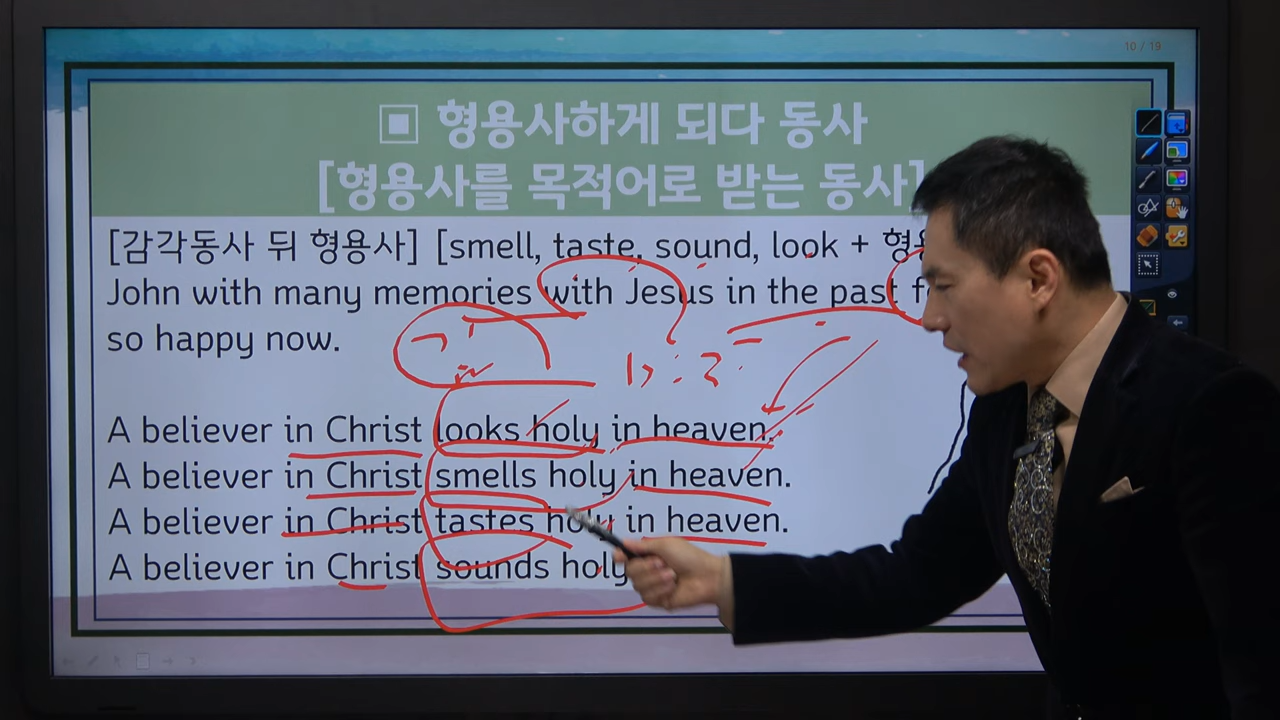 10 / 19
▣ 형용사하게 되다 동사
[형용사를 목적어로 받는 동사]
[감각동사 뒤 형용사] [smell, taste, sound, look +
John with many memories with Jesus in the past
so happy now.
A believer in Christ looks holy in heaven.
A believer in Christ smells holy in heaven.
A believer in Christ tastes holy in heaven.
A believer in Christ sounds holy